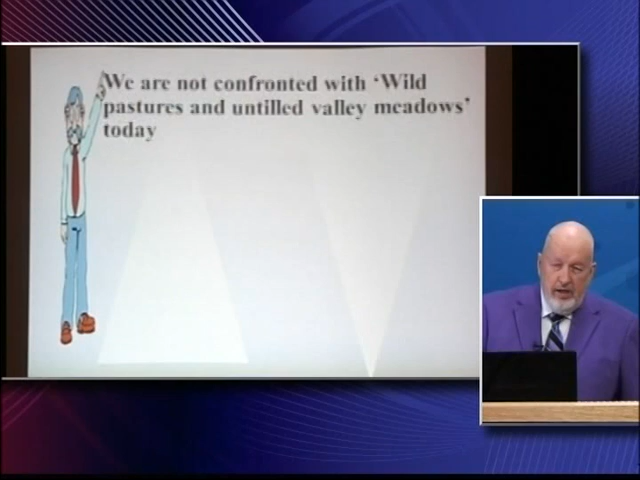 We are not confronted with ‘Wild
pastures and untilled valley meadows’
today